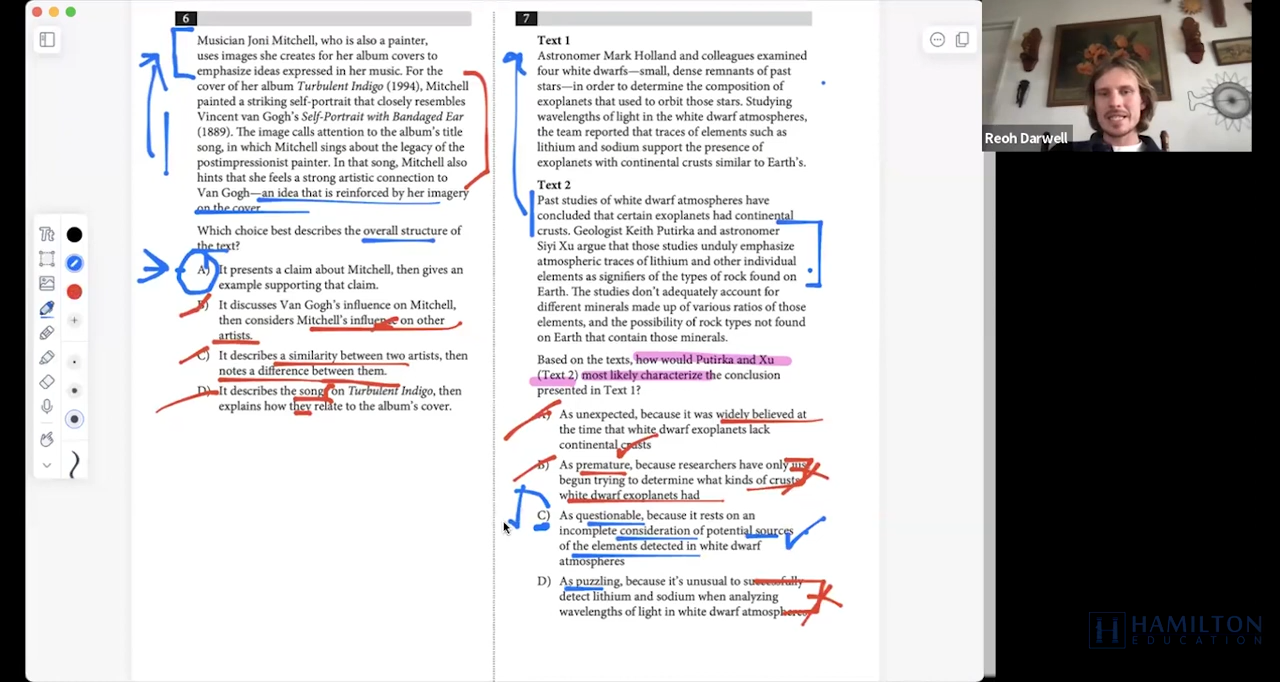 6
Musician Joni Mitchell, who is also a painter,
uses images she creates for her album covers to
emphasize ideas expressed in her music. For the
cover of her album Turbulent Indigo (1994), Mitchell
painted a striking self-portrait that closely resembles
Vincent van Gogh's Self-Portrait with Bandaged Ear
(1889). The image calls attention to the album's title
song, in which Mitchell sings about the legacy of the
postimpressionist painter. In that song, Mitchell also
hints that she feels a strong artistic connection to
Van Gogh—an idea that is reinforced by her imagery
on the cover.
Which choice best describes the overall structure of
the text?
A) It presents a claim about Mitchell, then gives an
example supporting that claim.
B) It discusses Van Gogh's influence on Mitchell,
then considers Mitchell's influence on other
artists.
C) It describes a similarity between two artists, then
notes a difference between them.
D) It describes the songs on Turbulent Indigo, then
explains how they relate to the album's cover.
7
Text 1
Astronomer Mark Holland and colleagues examined
four white dwarfs—small, dense remnants of past
stars—in order to determine the composition of
exoplanets that used to orbit those stars. Studying
wavelengths of light in the white dwarf atmospheres,
the team reported that traces of elements such as
lithium and sodium support the presence of
exoplanets with continental crusts similar to Earth's.
Text 2
Past studies of white dwarf atmospheres have
concluded that certain exoplanets had continental
crusts. Geologist Keith Putirka and astronomer
Siyi Xu argue that those studies unduly emphasize
atmospheric traces of lithium and other individual
elements as signifiers of the types of rock found on
Earth. The studies don't adequately account for
different minerals made up of various ratios of those
elements, and the possibility of rock types not found
on Earth that contain those minerals.
Based on the texts, how would Putirka and Xu
(Text 2) most likely characterize the conclusion
presented in Text 1?
A) As unexpected, because it was widely believed at
the time that white dwarf exoplanets lack
continental crusts
B) As premature, because researchers have only just
begun trying to determine what kinds of crusts
white dwarf exoplanets had
C) As questionable, because it rests on an
incomplete consideration of potential sources
of the elements detected in white dwarf
atmospheres
D) As puzzling, because it's unusual to successfully
detect lithium and sodium when analyzing
wavelengths of light in white dwarf atmospheres
Reoh Darwell
Tt
HAMILTON
EDUCATION